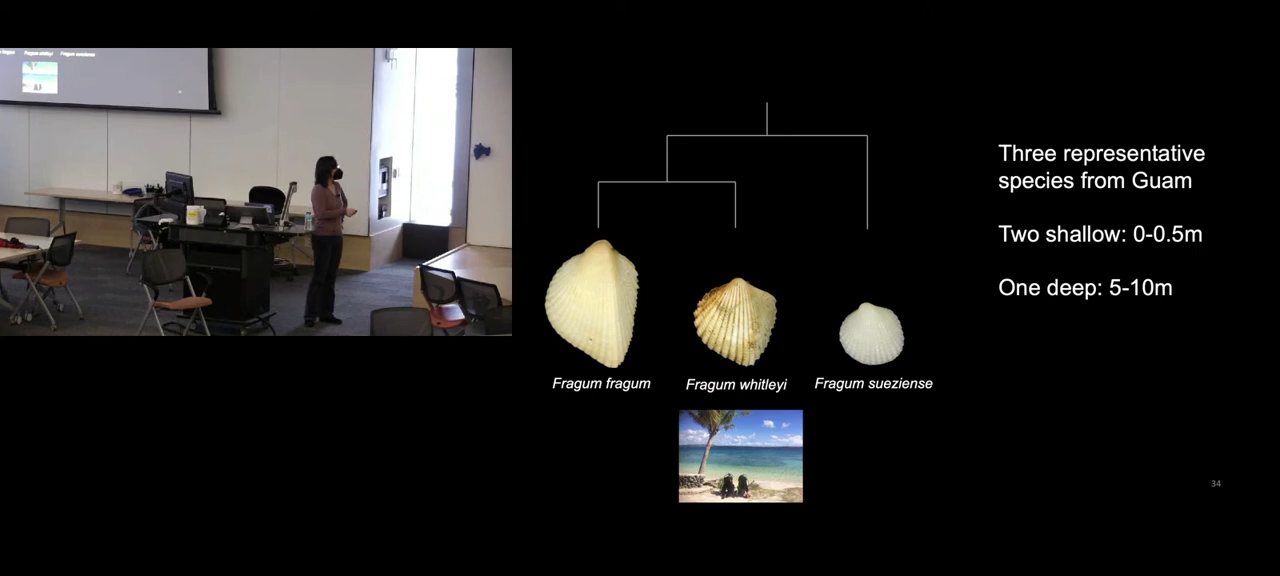 Three representative
species from Guam
Two shallow: 0-0.5m
One deep: 5-10m
Fragum fragum
Fragum whitleyi
Fragum sueziense
34